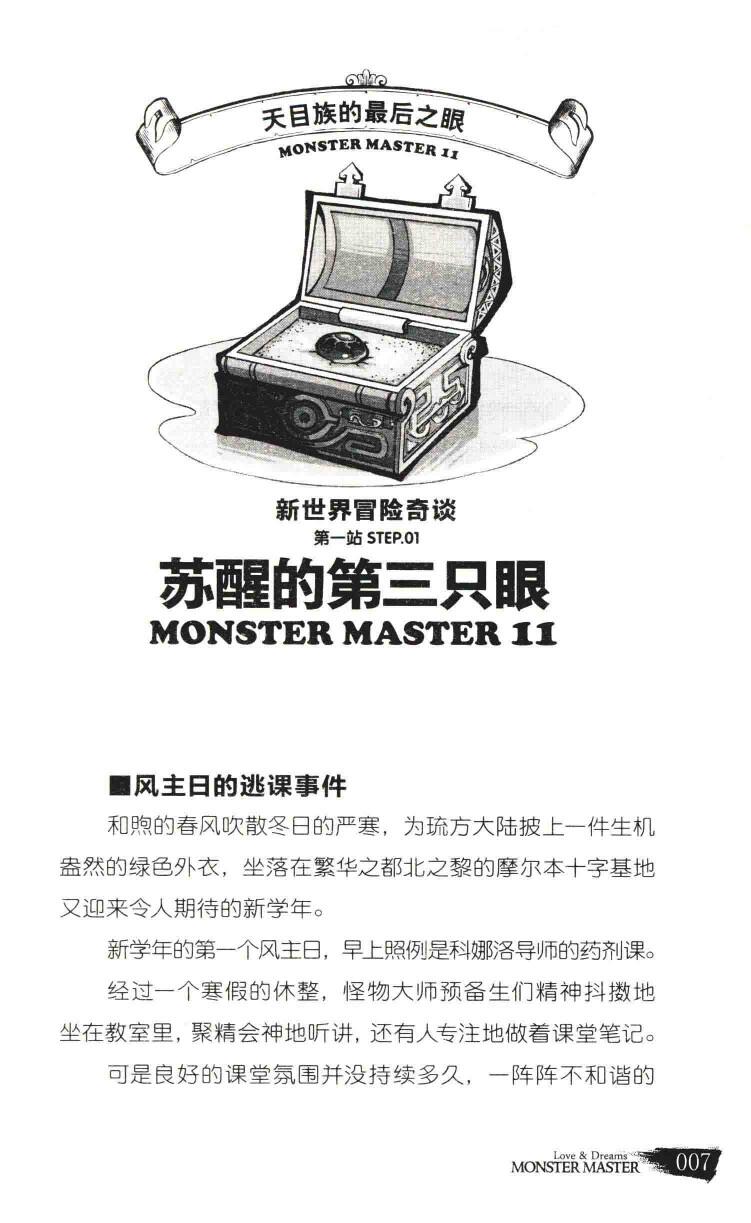 天目族的最后之眼
MONSTER MASTER 11
新世界冒险奇谈
第一站 STEP.01
苏醒的第三只眼
MONSTER MASTER 11
■风主日的逃课事件
和煦的春风吹散冬日的严寒，为琉方大陆披上一件生机
盎然的绿色外衣，坐落在繁华之都北之黎的摩尔本十字基地
又迎来令人期待的新学年。
新学年的第一个风主日，早上照例是科娜洛导师的药剂课。
经过一个寒假的休整，怪物大师预备生们精神抖擞地
坐在教室里，聚精会神地听讲，还有人专注地做着课堂笔记。
可是良好的课堂氛围并没持续多久，一阵阵不和谐的
Love & Dreams
MONSTER MASTER
007